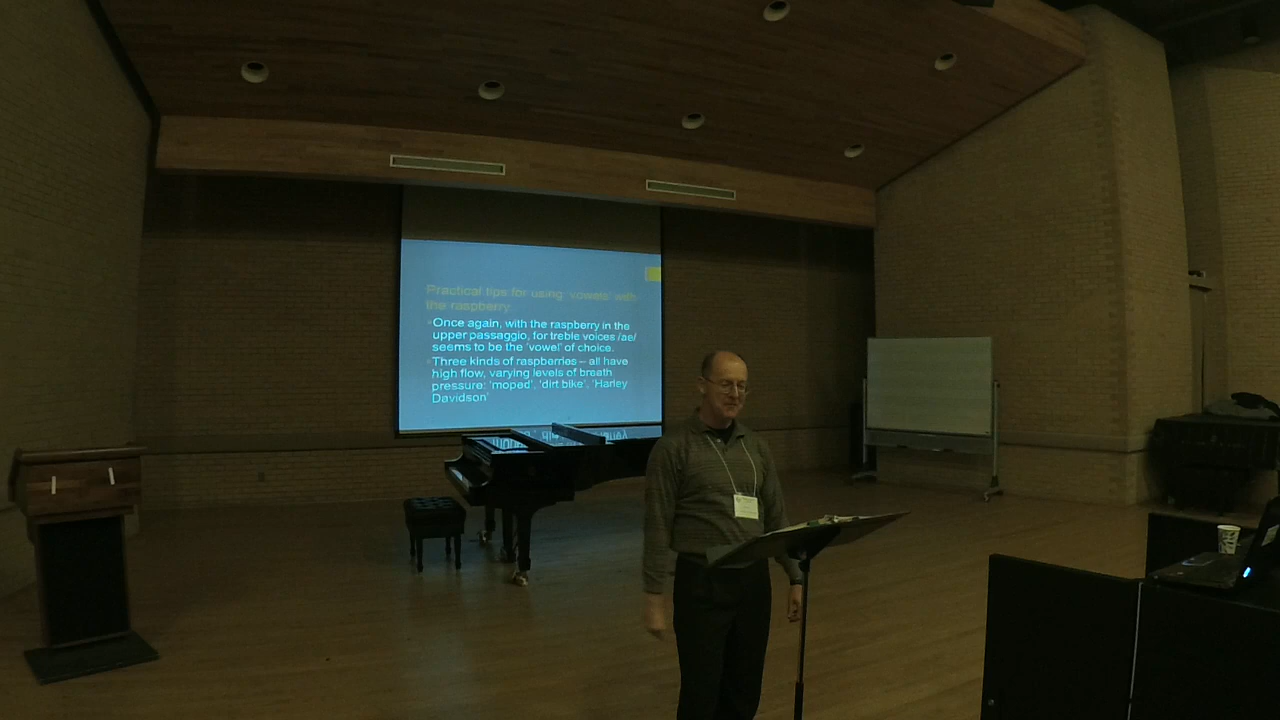 Practical tips for using 'vowels' with
the raspberry
Once again, with the raspberry in the
upper passaggio, for treble voices /ae/
seems to be the 'vowel' of choice.
Three kinds of raspberries – all have
high flow, varying levels of breath
pressure: 'moped', 'dirt bike', 'Harley
Davidson'